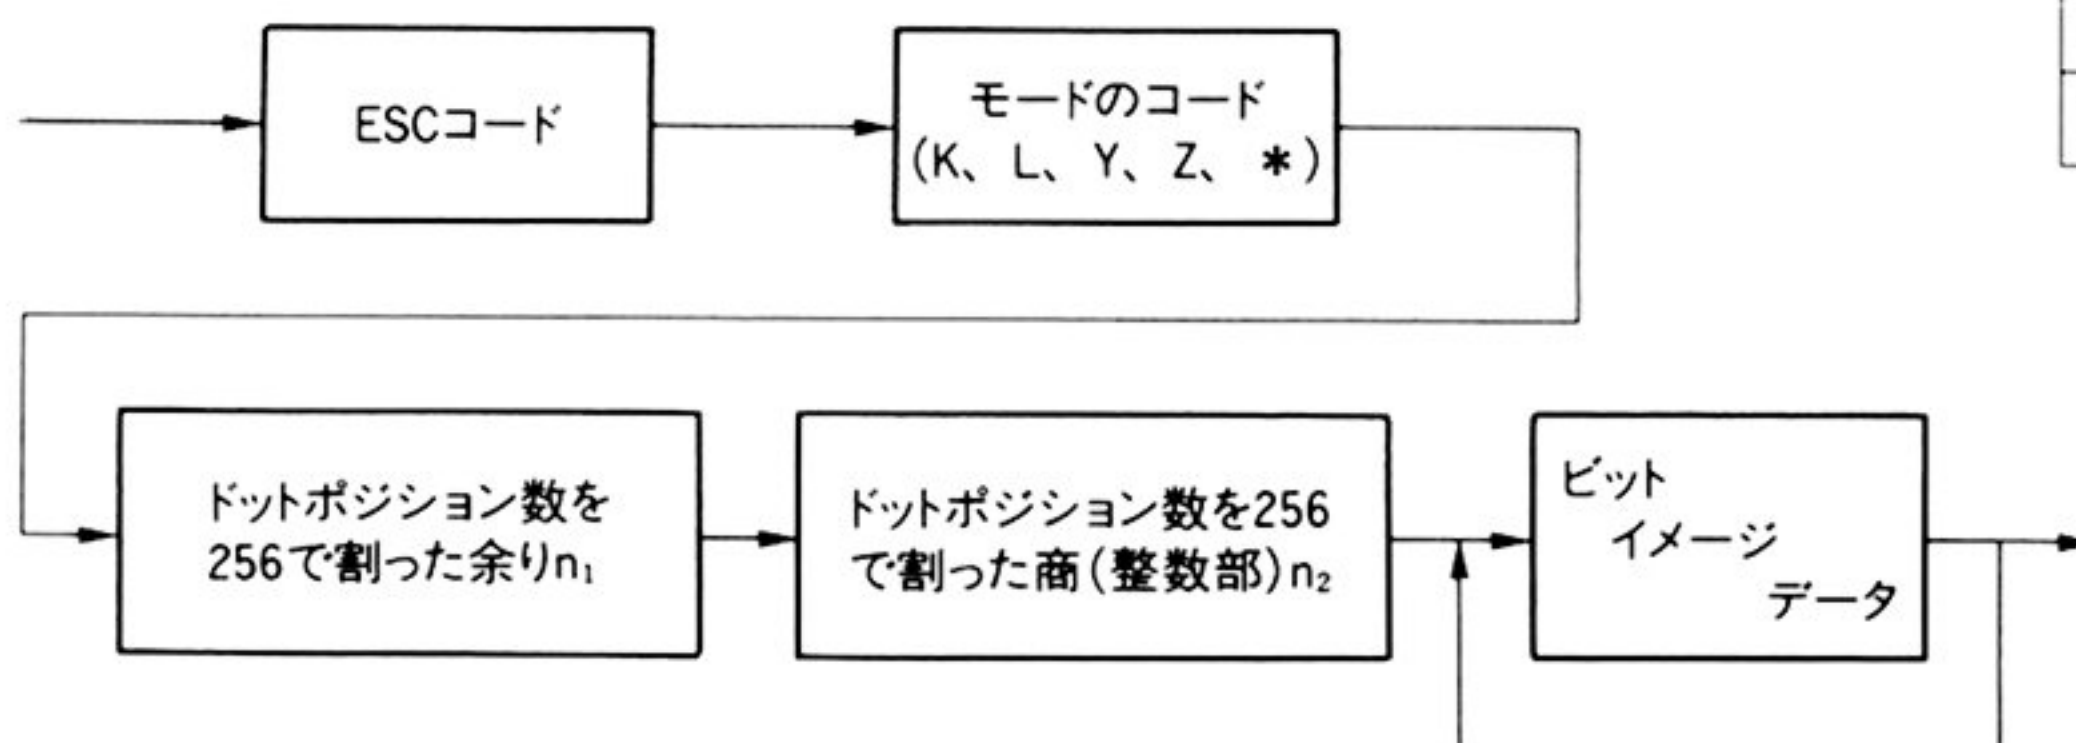 ESCコード
モードのコード
(K、L、Y、Z、*)
ドットポジション数を
256で割った余りn₁
ドットポジション数を256
で割った商(整数部)n₂
ビット
イメージ
データ